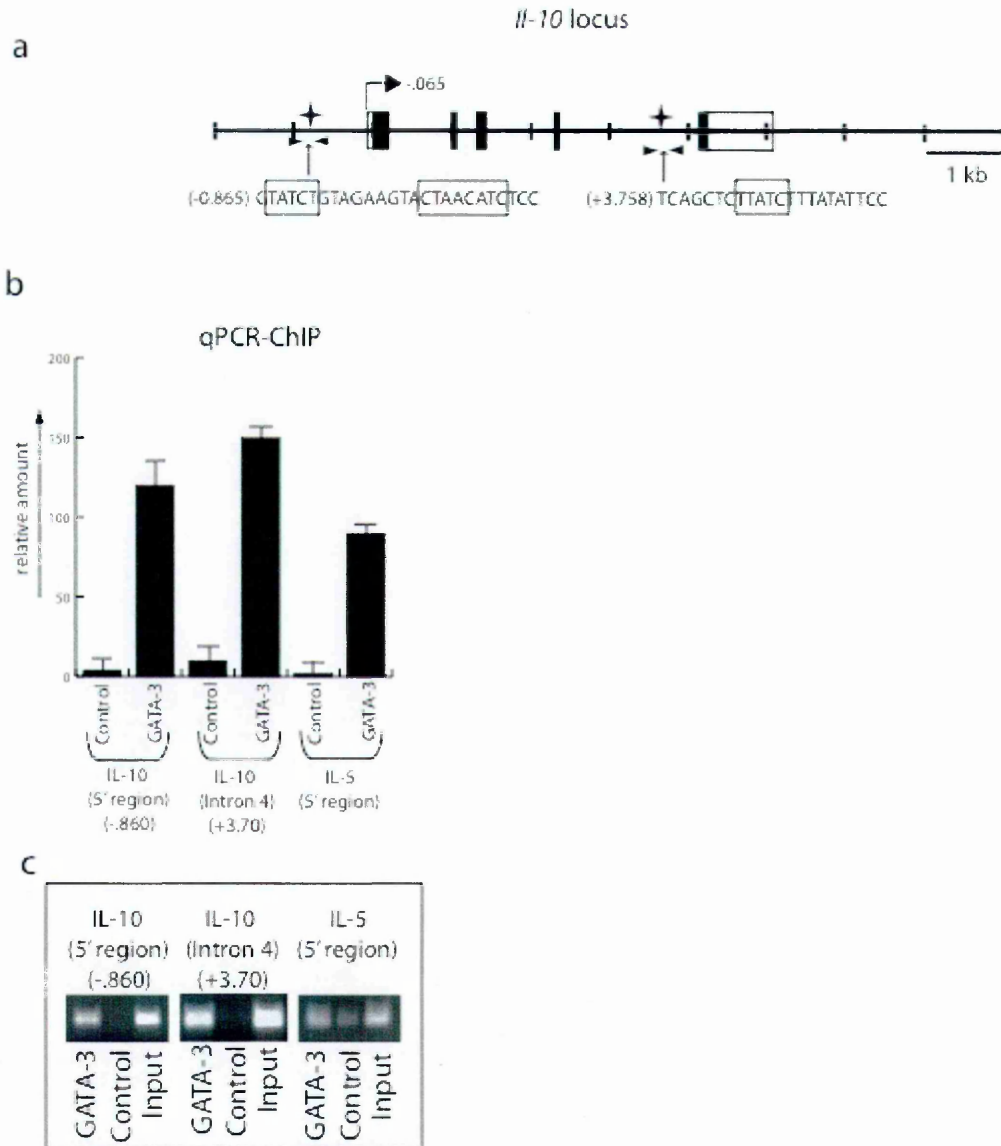 Il-10 locus
a
-.065
1 kb
(-0.865) CTATCTGTAGAAGTACTAACATCTCC
(+3.758) TCAGCTCTTATCTTTATATTCC
b
qPCR-ChIP
200
150
100
50
0
relative amount
Control
GATA-3
Control
GATA-3
Control
GATA-3
IL-10
(5' region)
(-.860)
IL-10
(Intron 4)
(+3.70)
IL-5
(5' region)
c
IL-10
(5' region)
(-.860)
IL-10
(Intron 4)
(+3.70)
IL-5
(5' region)
GATA-3
Control
Input
GATA-3
Control
Input
GATA-3
Control
Input